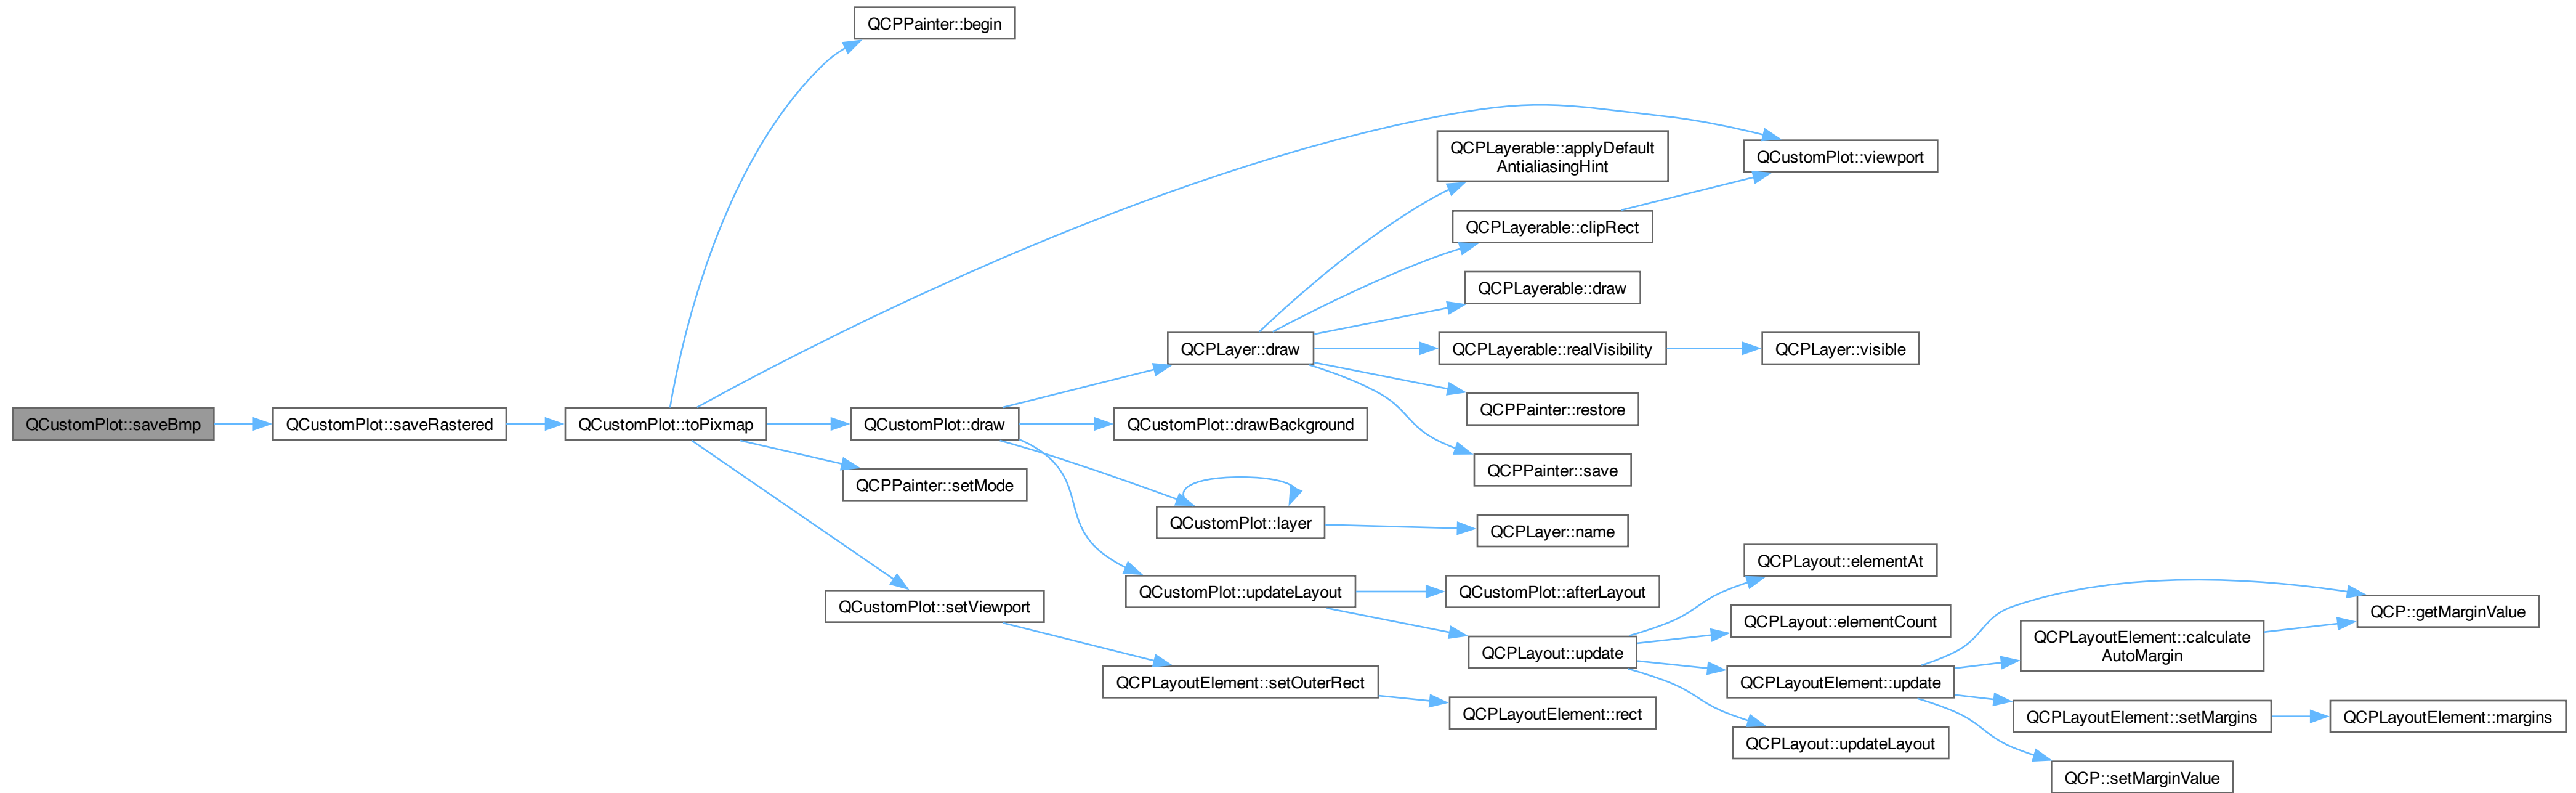 QCPPainter::begin
QCPLayerable::applyDefault
AntialiasingHint
QCustomPlot::viewport
QCPLayerable::clipRect
QCPLayerable::draw
QCPLayer::draw
QCPLayerable::realVisibility
QCPLayer::visible
QCPPainter::restore
QCustomPlot::saveBmp
QCustomPlot::saveRastered
QCustomPlot::toPixmap
QCustomPlot::draw
QCustomPlot::drawBackground
QCPPainter::save
QCPPainter::setMode
QCustomPlot::layer
QCPLayer::name
QCPLayout::elementAt
QCustomPlot::updateLayout
QCustomPlot::afterLayout
QCustomPlot::setViewport
QCP::getMarginValue
QCPLayout::elementCount
QCPLayoutElement::calculate
AutoMargin
QCPLayout::update
QCPLayoutElement::setOuterRect
QCPLayoutElement::update
QCPLayoutElement::rect
QCPLayoutElement::setMargins
QCPLayoutElement::margins
QCPLayout::updateLayout
QCP::setMarginValue